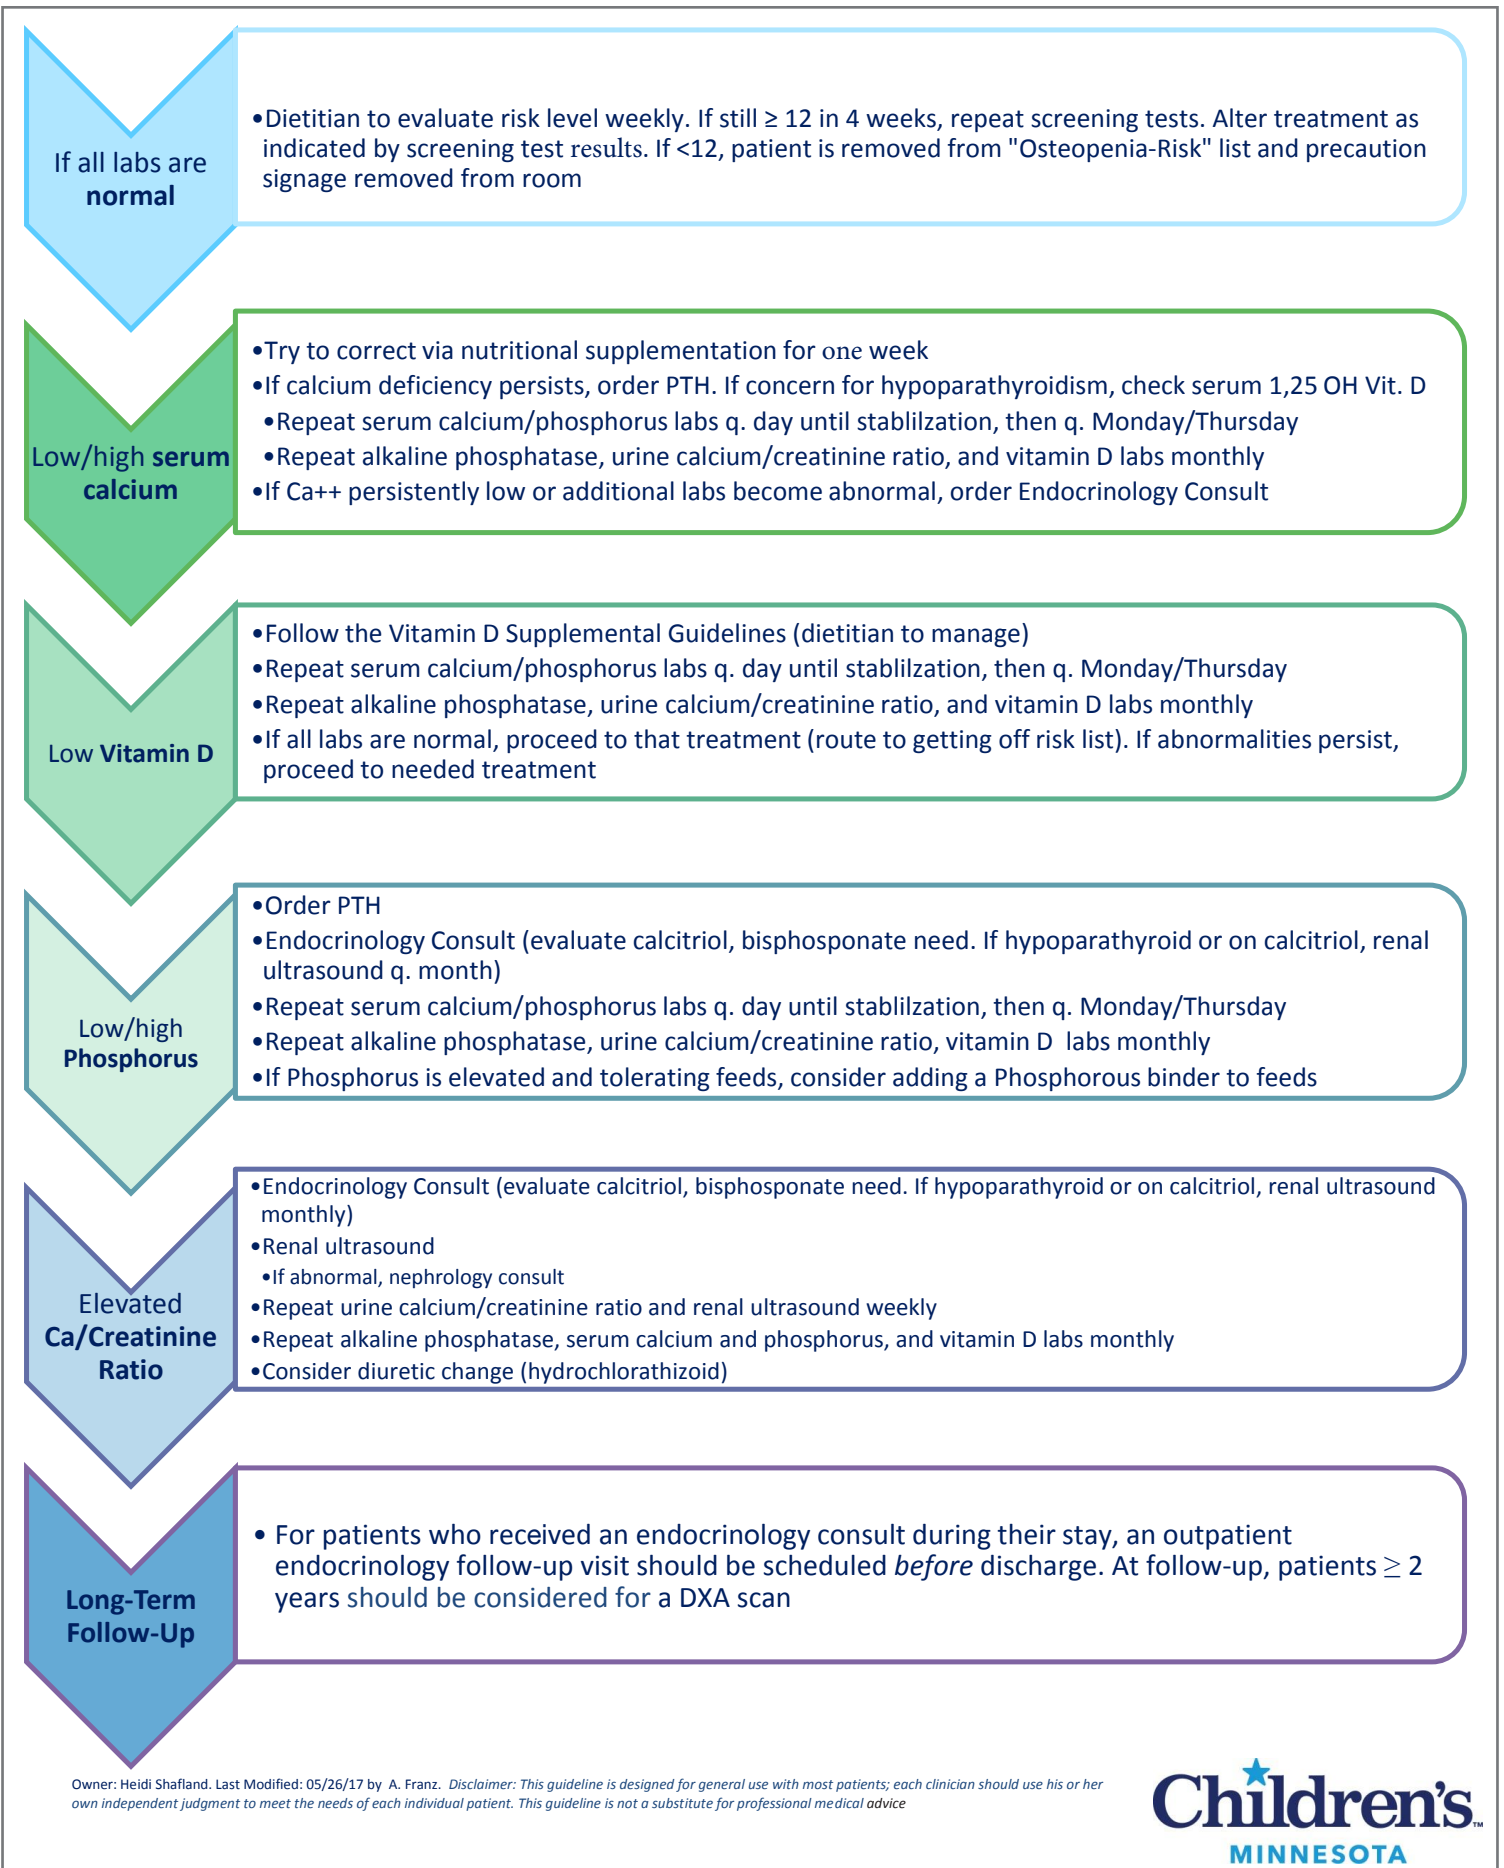 If all labs are
normal
•Dietitian to evaluate risk level weekly. If still ≥ 12 in 4 weeks, repeat screening tests. Alter treatment as
indicated by screening test results. If <12, patient is removed from "Osteopenia-Risk" list and precaution
signage removed from room
Low/high serum
calcium
•Try to correct via nutritional supplementation for one week
•If calcium deficiency persists, order PTH. If concern for hypoparathyroidism, check serum 1,25 OH Vit. D
•Repeat serum calcium/phosphorus labs q. day until stablilzation, then q. Monday/Thursday
•Repeat alkaline phosphatase, urine calcium/creatinine ratio, and vitamin D labs monthly
•If Ca++ persistently low or additional labs become abnormal, order Endocrinology Consult
Low Vitamin D
•Follow the Vitamin D Supplemental Guidelines (dietitian to manage)
•Repeat serum calcium/phosphorus labs q. day until stablilzation, then q. Monday/Thursday
•Repeat alkaline phosphatase, urine calcium/creatinine ratio, and vitamin D labs monthly
•If all labs are normal, proceed to that treatment (route to getting off risk list). If abnormalities persist,
proceed to needed treatment
Low/high
Phosphorus
•Order PTH
•Endocrinology Consult (evaluate calcitriol, bisphosponate need. If hypoparathyroid or on calcitriol, renal
ultrasound q. month)
•Repeat serum calcium/phosphorus labs q. day until stablilzation, then q. Monday/Thursday
•Repeat alkaline phosphatase, urine calcium/creatinine ratio, vitamin D labs monthly
•If Phosphorus is elevated and tolerating feeds, consider adding a Phosphorous binder to feeds
Elevated
Ca/Creatinine
Ratio
•Endocrinology Consult (evaluate calcitriol, bisphosponate need. If hypoparathyroid or on calcitriol, renal ultrasound
monthly)
•Renal ultrasound
•If abnormal, nephrology consult
•Repeat urine calcium/creatinine ratio and renal ultrasound weekly
•Repeat alkaline phosphatase, serum calcium and phosphorus, and vitamin D labs monthly
•Consider diuretic change (hydrochlorathizoid)
Long-Term
Follow-Up
• For patients who received an endocrinology consult during their stay, an outpatient
endocrinology follow-up visit should be scheduled before discharge. At follow-up, patients ≥ 2
years should be considered for a DXA scan
Owner: Heidi Shafland. Last Modified: 05/26/17 by A. Franz. Disclaimer: This guideline is designed for general use with most patients; each clinician should use his or her
own independent judgment to meet the needs of each individual patient. This guideline is not a substitute for professional medical advice
Children's™
MINNESOTA